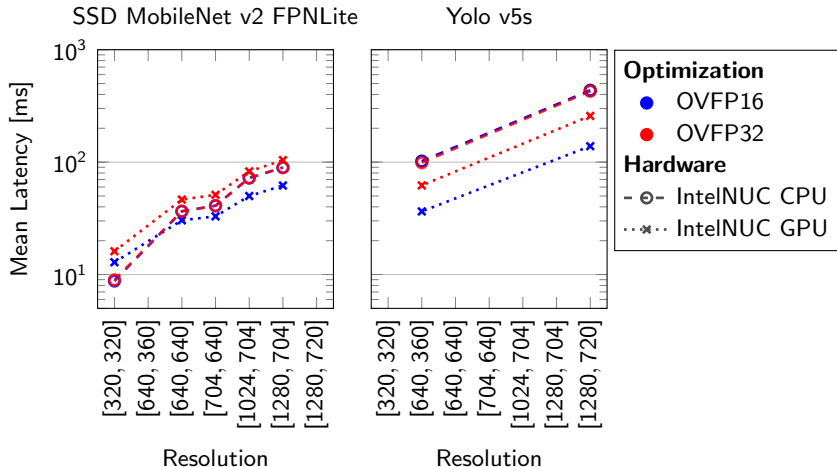 SSD MobileNet v2 FPNLite
Yolo v5s
Mean Latency [ms]
10^3
10^2
10^1
[320, 320]
[640, 360]
[640, 640]
[704, 640]
[1024, 704]
[1280, 704]
[1280, 720]
Resolution
[320, 320]
[640, 360]
[640, 640]
[704, 640]
[1024, 704]
[1280, 704]
[1280, 720]
Resolution
Optimization
OVFP16
OVFP32
Hardware
IntelNUC CPU
IntelNUC GPU